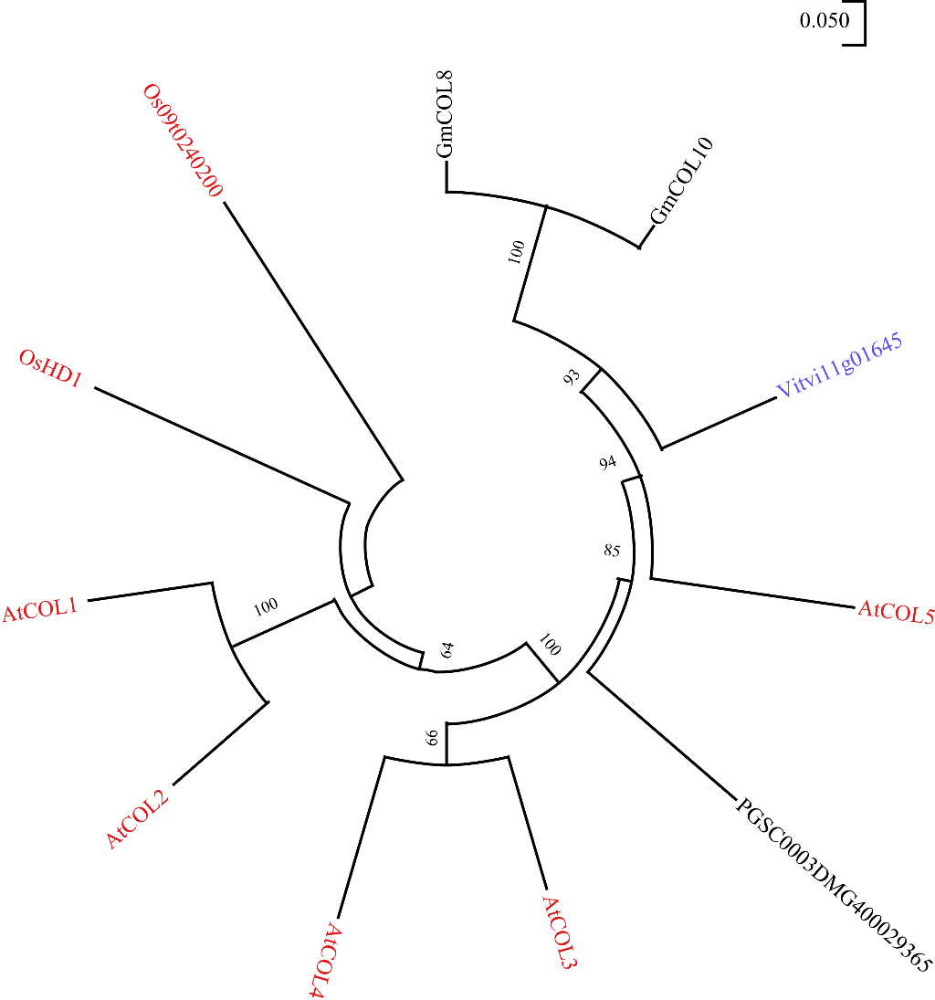 0.050
GmCOL8
Os09t0240200
GmCOL10
100
Vitvi11g01645
OsHD1
93
94
85
AtCOL1
100
AtCOL5
64
100
99
AtCOL2
PGSC0003DMG400029365
AtCOL3
AtCOL4